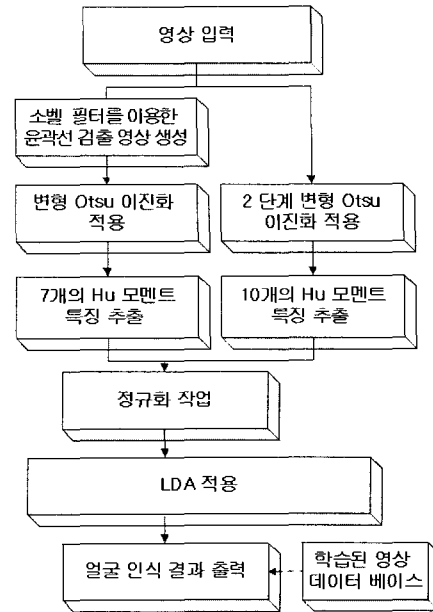 영상 입력
소벨 필터를 이용한
윤곽선 검출 영상 생성
변형 Otsu 이진화
적용
2 단계 변형 Otsu
이진화 적용
7개의 Hu 모멘트
특징 추출
10개의 Hu 모멘트
특징 추출
정규화 작업
LDA 적용
얼굴 인식 결과 출력
학습된 영상
데이터 베이스